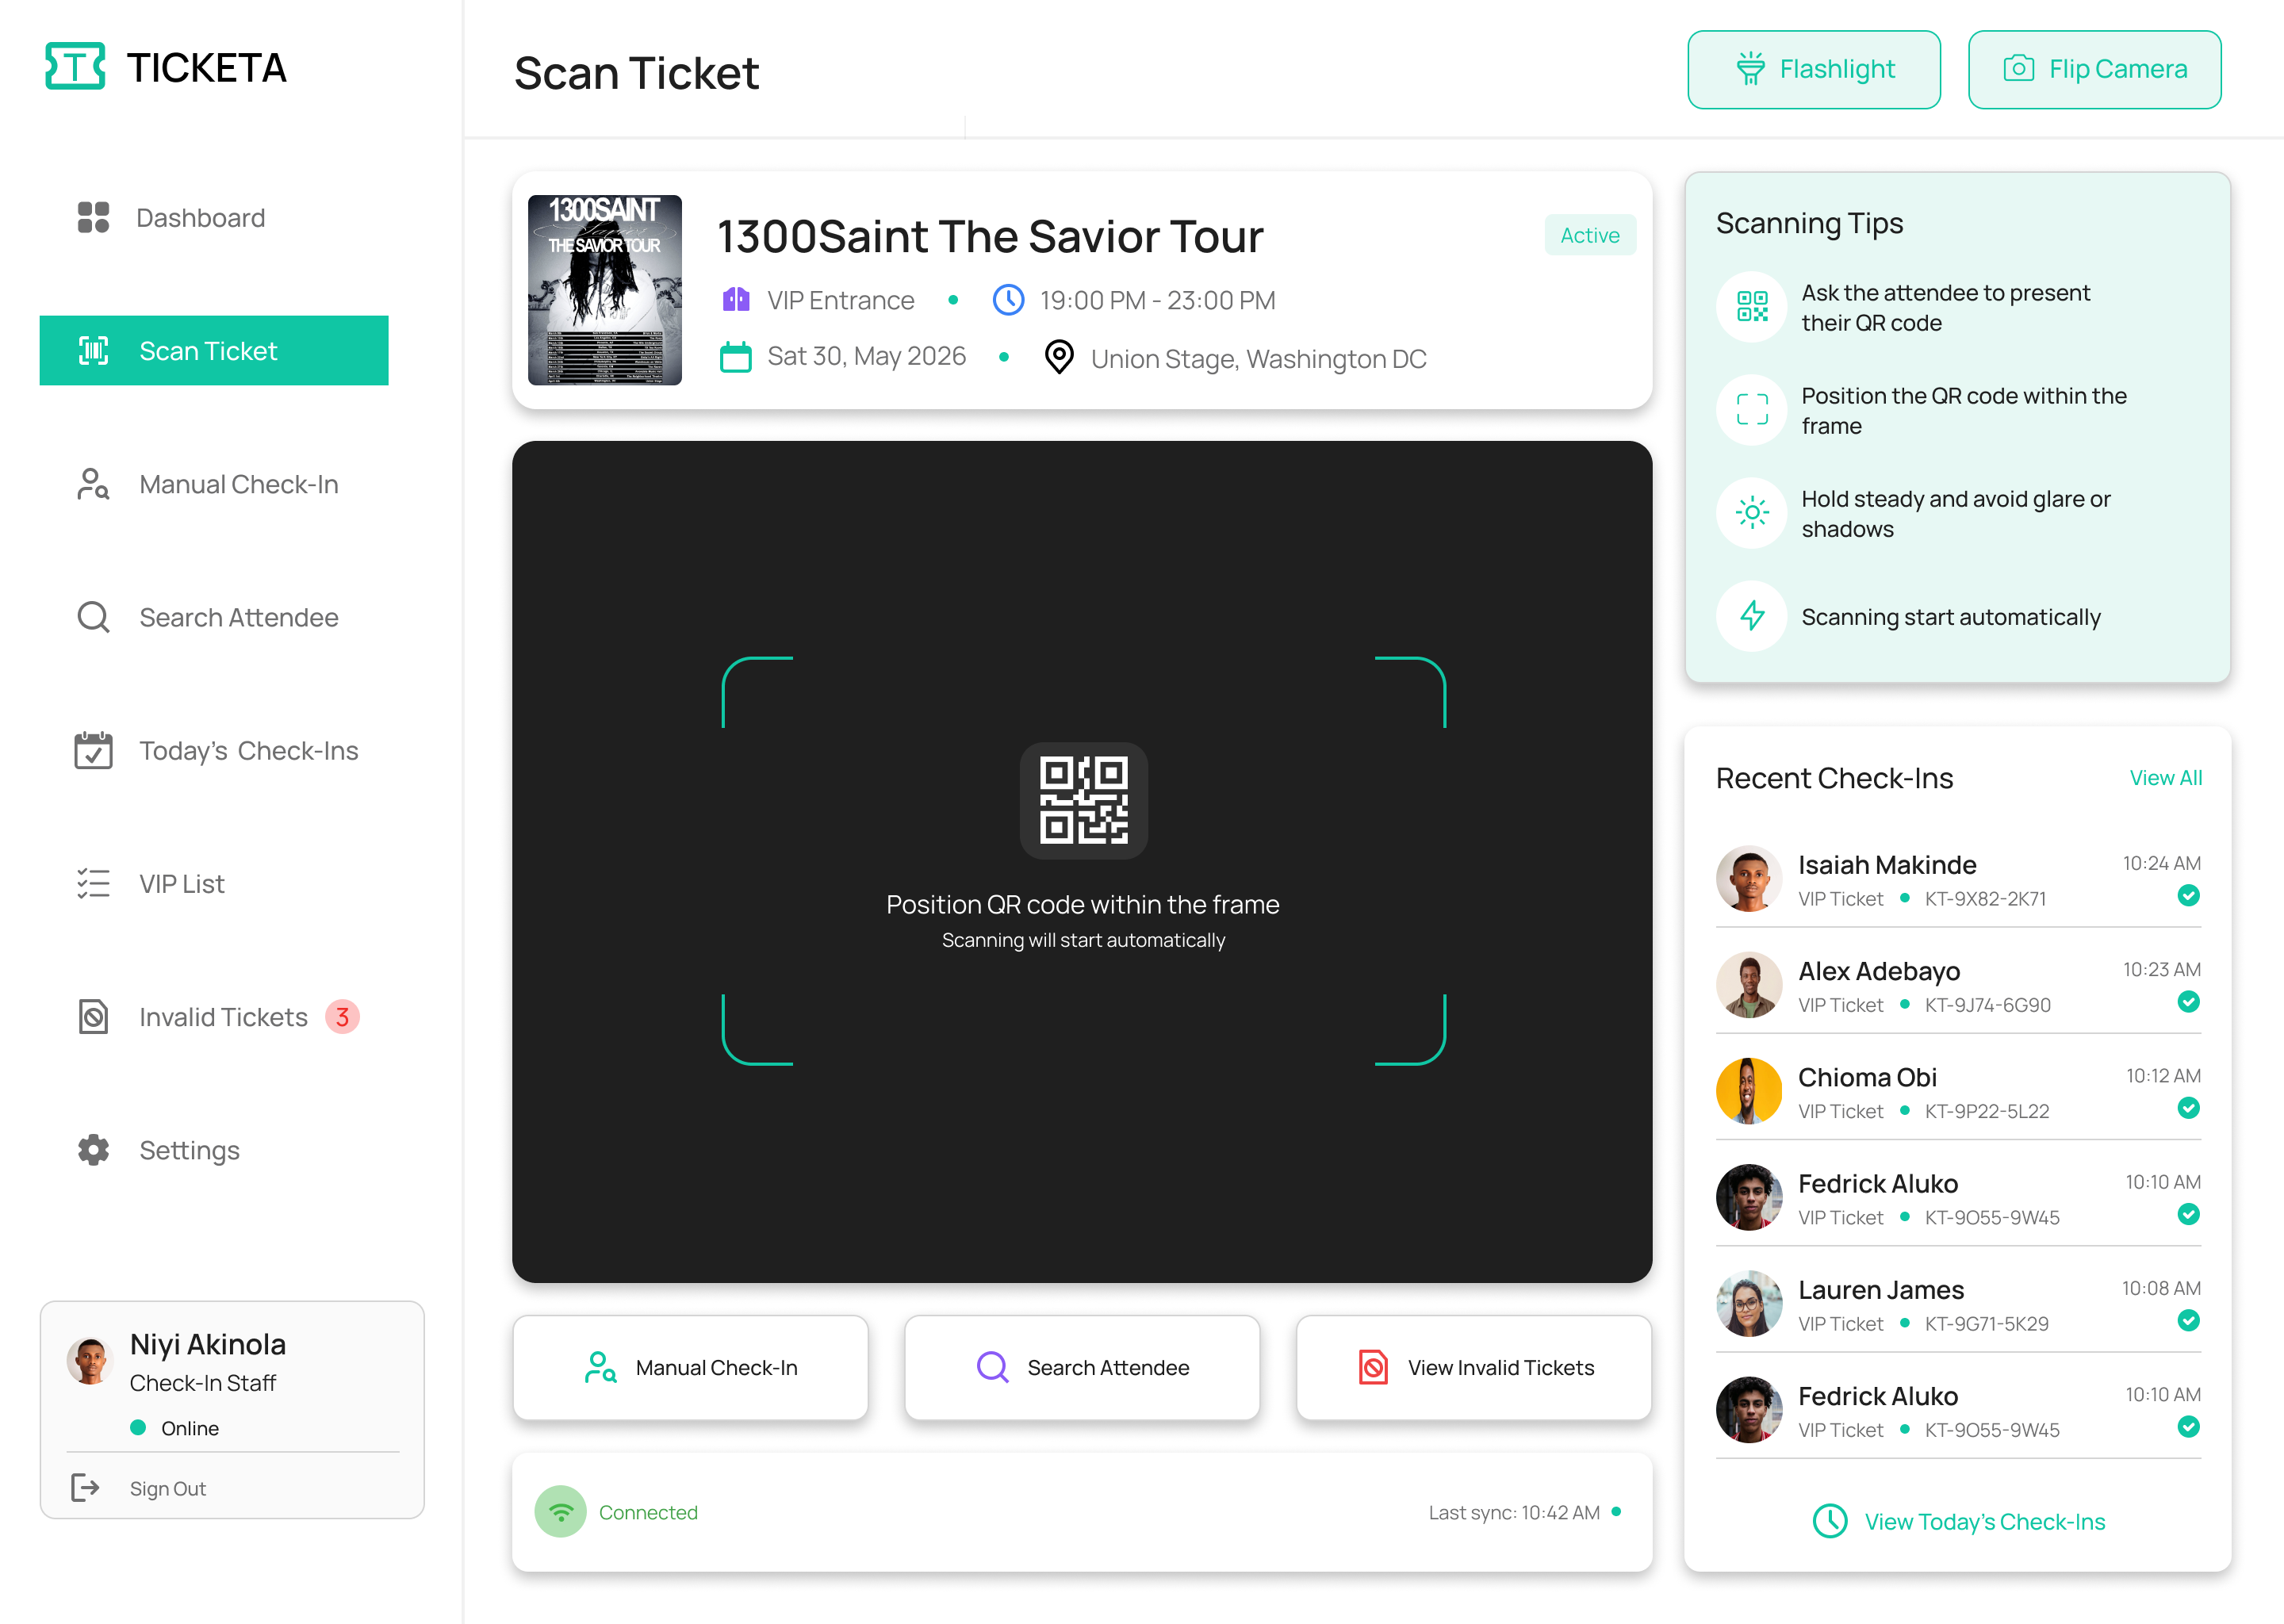 TICKETA
Scan Ticket
Flashlight
Flip Camera
Dashboard
Scan Ticket
Manual Check-In
Search Attendee
Today's Check-Ins
VIP List
Invalid Tickets 3
Settings
Niyi Akinola
Check-In Staff
Online
Sign Out
1300SAINT
THE SAVIOR TOUR
1300Saint The Savior Tour
Active
VIP Entrance • 19:00 PM - 23:00 PM
Sat 30, May 2026 • Union Stage, Washington DC
Position QR code within the frame
Scanning will start automatically
Manual Check-In
Search Attendee
View Invalid Tickets
Connected
Last sync: 10:42 AM
Scanning Tips
Ask the attendee to present
their QR code
Position the QR code within the
frame
Hold steady and avoid glare or
shadows
Scanning start automatically
Recent Check-Ins
View All
Isaiah Makinde 10:24 AM
VIP Ticket • KT-9X82-2K71
Alex Adebayo 10:23 AM
VIP Ticket • KT-9J74-6G90
Chioma Obi 10:12 AM
VIP Ticket • KT-9P22-5L22
Fedrick Aluko 10:10 AM
VIP Ticket • KT-9O55-9W45
Lauren James 10:08 AM
VIP Ticket • KT-9G71-5K29
Fedrick Aluko 10:10 AM
VIP Ticket • KT-9O55-9W45
View Today's Check-Ins